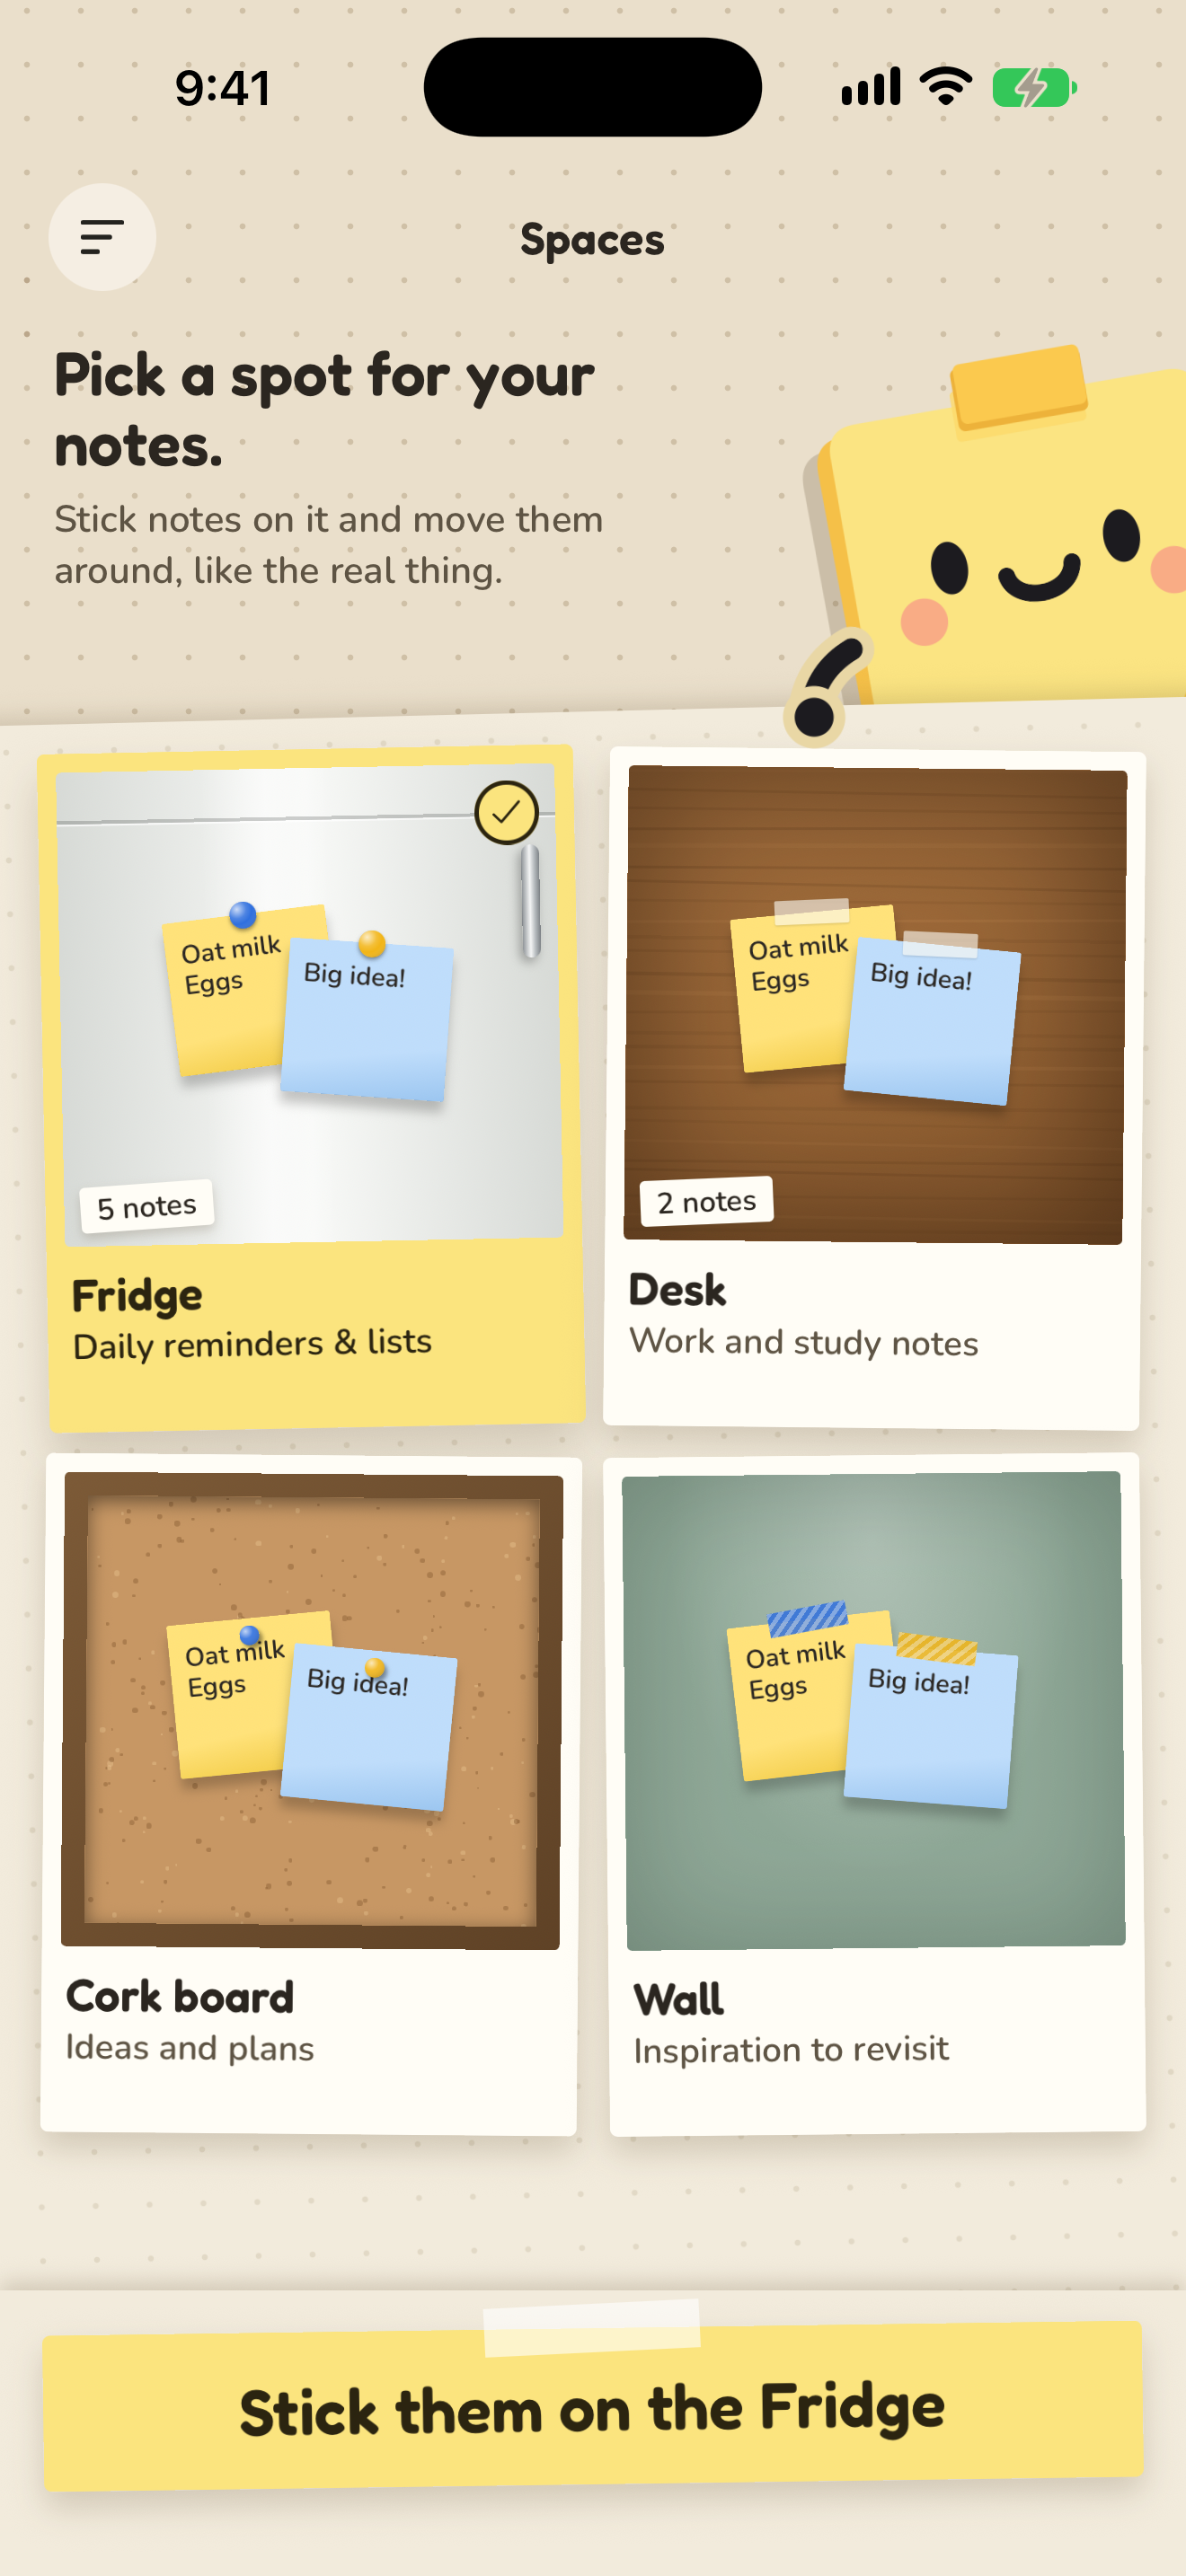 9:41
Spaces
Pick a spot for your
notes.
Stick notes on it and move them
around, like the real thing.
Oat milk
Eggs
Big idea!
5 notes
Fridge
Daily reminders & lists
Oat milk
Eggs
Big idea!
2 notes
Desk
Work and study notes
Oat milk
Eggs
Big idea!
Cork board
Ideas and plans
Oat milk
Eggs
Big idea!
Wall
Inspiration to revisit
Stick them on the Fridge